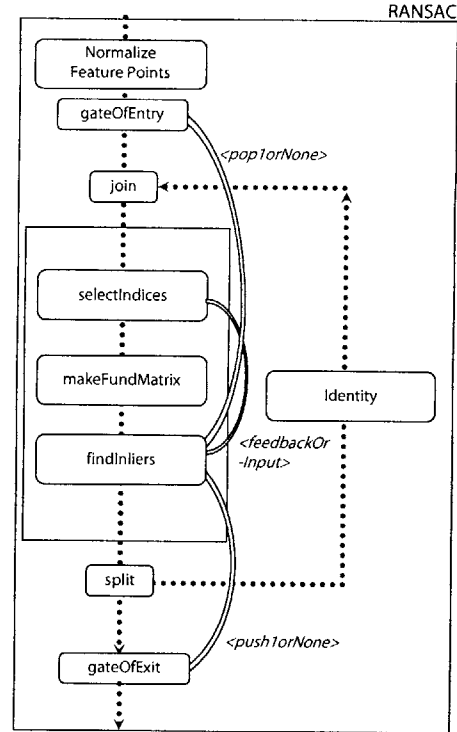 RANSAC
Normalize
Feature Points
gateOfEntry
<pop1orNone>
join
selectIndices
makeFundMatrix
Identity
<feedbackOr
-Input>
findInliers
split
<push1orNone>
gateOfExit